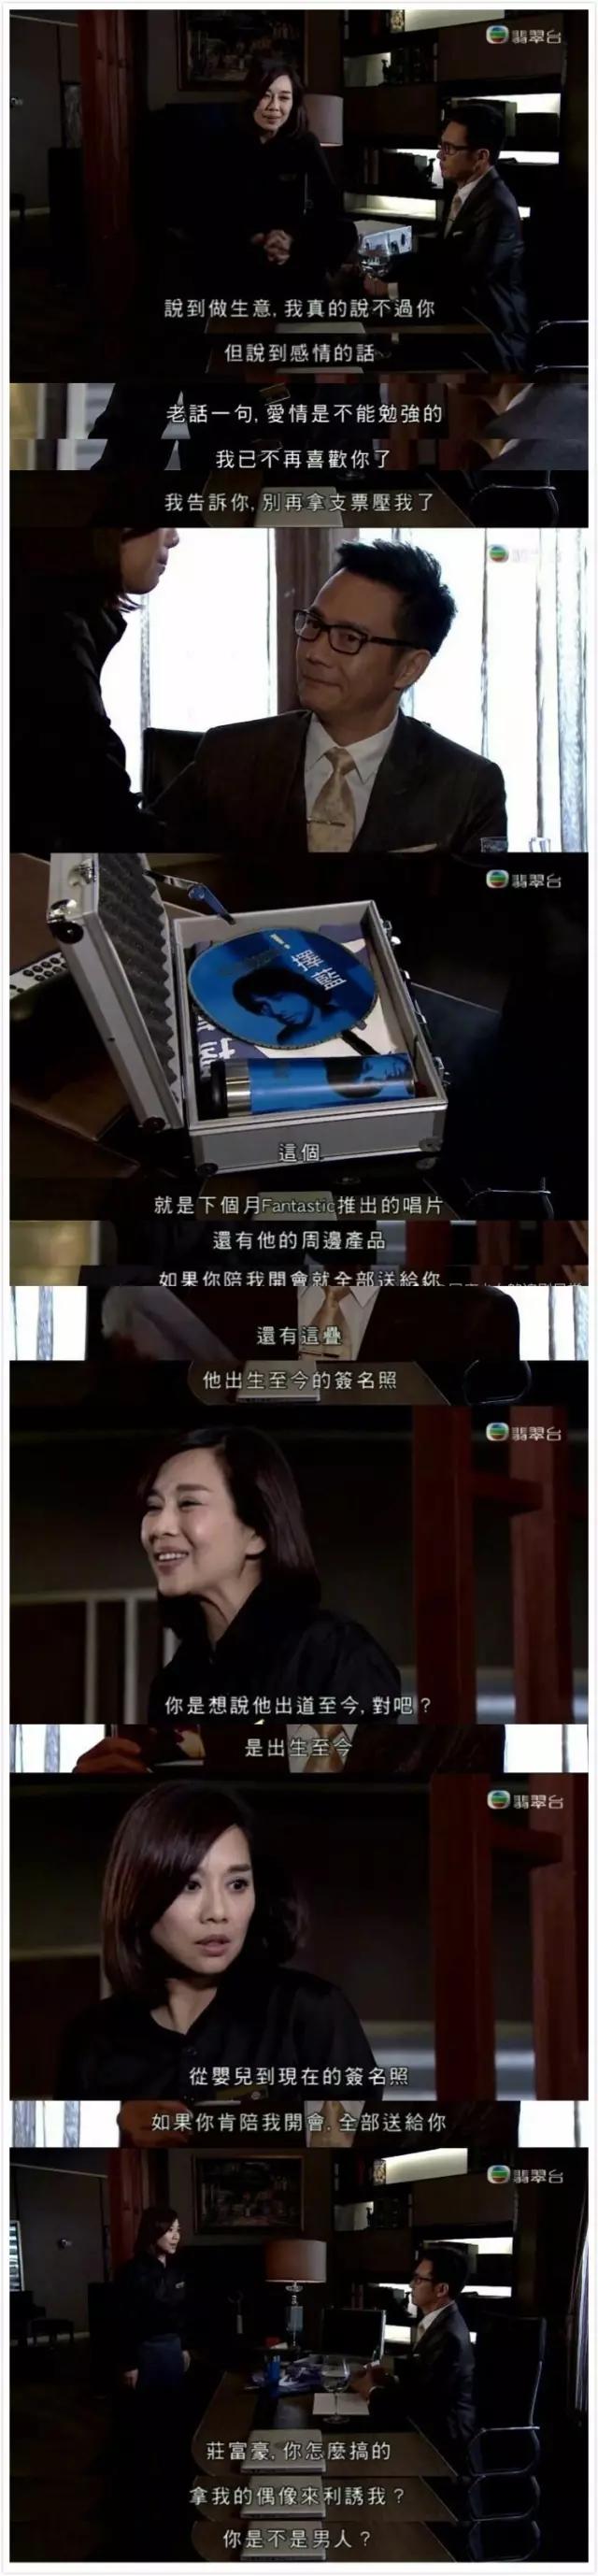 翡翠台
說到做生意, 我真的說不過你
但說到感情的話
老話一句, 愛情是不能勉強的
我已不再喜歡你了
我告訴你, 別再拿支票壓我了
翡翠台
這個
就是下個月Fantastic推出的唱片
還有他的周邊產品
如果你陪我開會就全部送給你
還有這疊
他出生至今的簽名照
翡翠台
你是想說他出道至今, 對吧？
是出生至今
翡翠台
從嬰兒到現在的簽名照
如果你肯陪我開會, 全部送給你
翡翠台
莊富豪, 你怎麼搞的
拿我的偶像來利誘我？
你是不是男人？